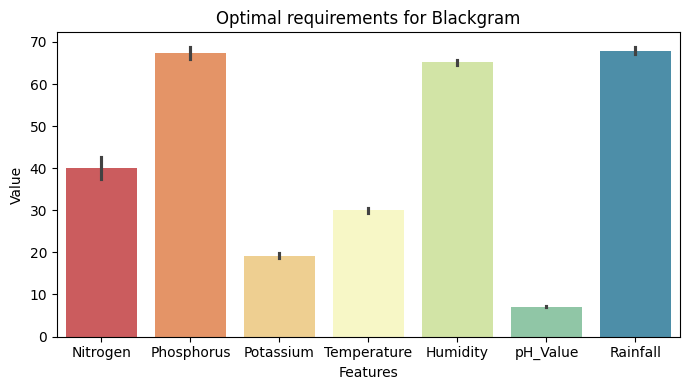 Optimal requirements for Blackgram
Value
70
60
50
40
30
20
10
0
Nitrogen Phosphorus Potassium Temperature Humidity pH_Value Rainfall
Features